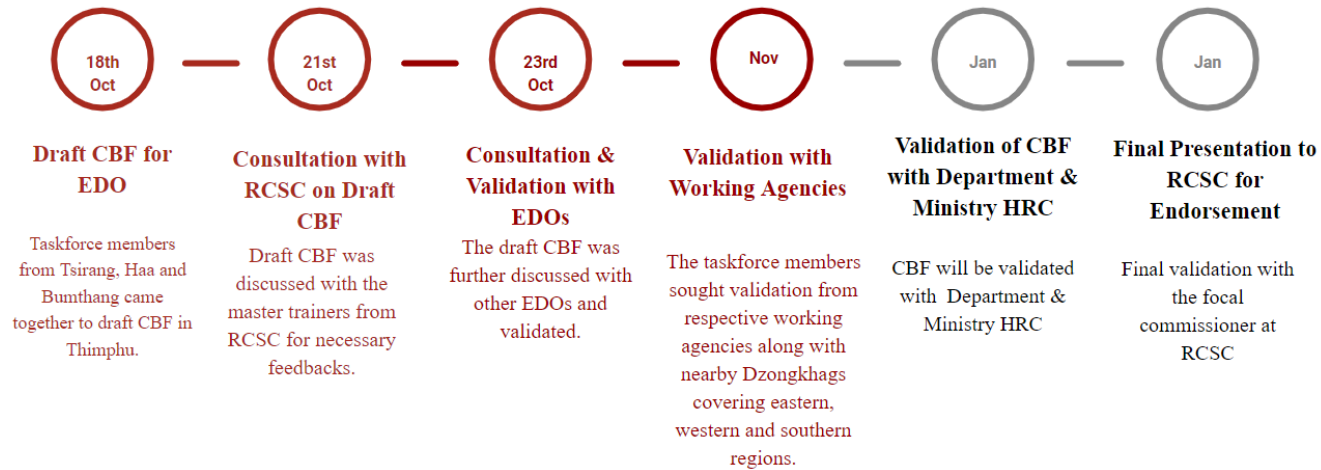 18th
Oct
21st
Oct
23rd
Oct
Nov
Jan
Jan
Draft CBF for
EDO
Taskforce members
from Tsirang, Haa and
Bumthang came
together to draft CBF in
Thimphu.
Consultation with
RCSC on Draft
CBF
Draft CBF was
discussed with the
master trainers from
RCSC for necessary
feedbacks.
Consultation &
Validation with
EDOs
The draft CBF was
further discussed with
other EDOs and
validated.
Validation with
Working Agencies
The taskforce members
sought validation from
respective working
agencies along with
nearby Dzongkhags
covering eastern,
western and southern
regions.
Validation of CBF
with Department &
Ministry HRC
CBF will be validated
with Department &
Ministry HRC
Final Presentation to
RCSC for
Endorsement
Final validation with
the focal
commissioner at
RCSC